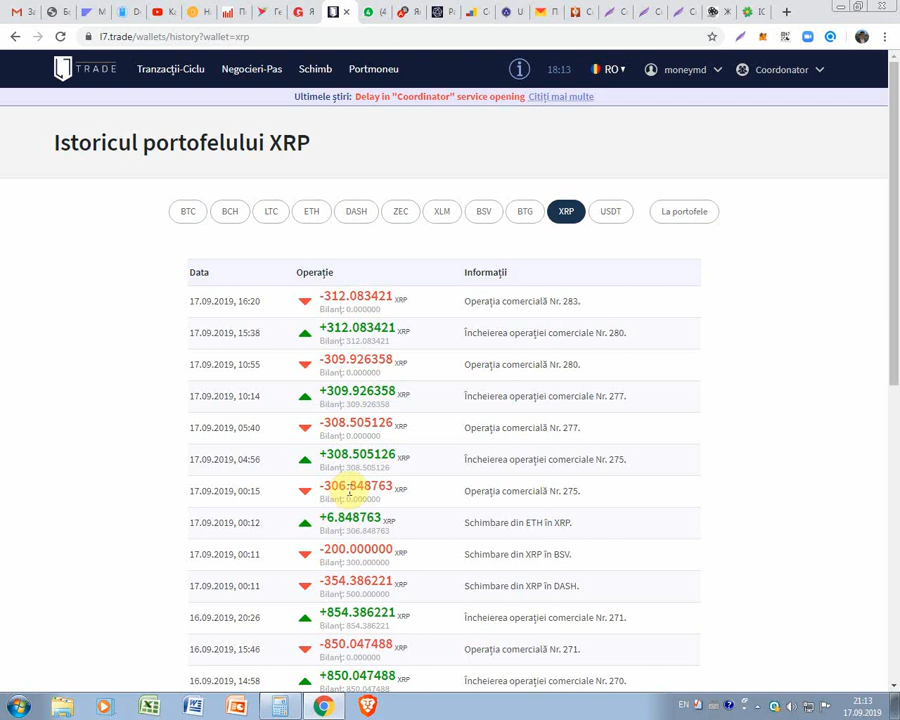 l7.trade/wallets/history?wallet=xrp
TRADE Tranzacții-Ciclu Negocieri-Pas Schimb Portmoneu 18:13 RO moneymd Coordonator
Ultimele știri: Delay in "Coordinator" service opening Citiți mai multe
Istoricul portofelului XRP
BTC BCH LTC ETH DASH ZEC XLM BSV BTG XRP USDT La portofele
Data Operație Informații
17.09.2019, 16:20 -312.083421 XRP Operația comercială Nr. 283.
Bilanț: 0.000000
17.09.2019, 15:38 +312.083421 XRP Încheierea operației comerciale Nr. 280.
Bilanț: 312.083421
17.09.2019, 10:55 -309.926358 XRP Operația comercială Nr. 280.
Bilanț: 0.000000
17.09.2019, 10:14 +309.926358 XRP Încheierea operației comerciale Nr. 277.
Bilanț: 309.926358
17.09.2019, 05:40 -308.505126 XRP Operația comercială Nr. 277.
Bilanț: 0.000000
17.09.2019, 04:56 +308.505126 XRP Încheierea operației comerciale Nr. 275.
Bilanț: 308.505126
17.09.2019, 00:15 -306.848763 XRP Operația comercială Nr. 275.
Bilanț: 0.000000
17.09.2019, 00:12 +6.848763 XRP Schimbare din ETH în XRP.
Bilanț: 306.848763
17.09.2019, 00:11 -200.000000 XRP Schimbare din XRP în BSV.
Bilanț: 300.000000
17.09.2019, 00:11 -354.386221 XRP Schimbare din XRP în DASH.
Bilanț: 500.000000
16.09.2019, 20:26 +854.386221 XRP Încheierea operației comerciale Nr. 271.
Bilanț: 854.386221
16.09.2019, 15:46 -850.047488 XRP Operația comercială Nr. 271.
Bilanț: 0.000000
16.09.2019, 14:58 +850.047488 XRP Încheierea operației comerciale Nr. 270.
Bilanț: 850.047488
EN 21:13
17.09.2019